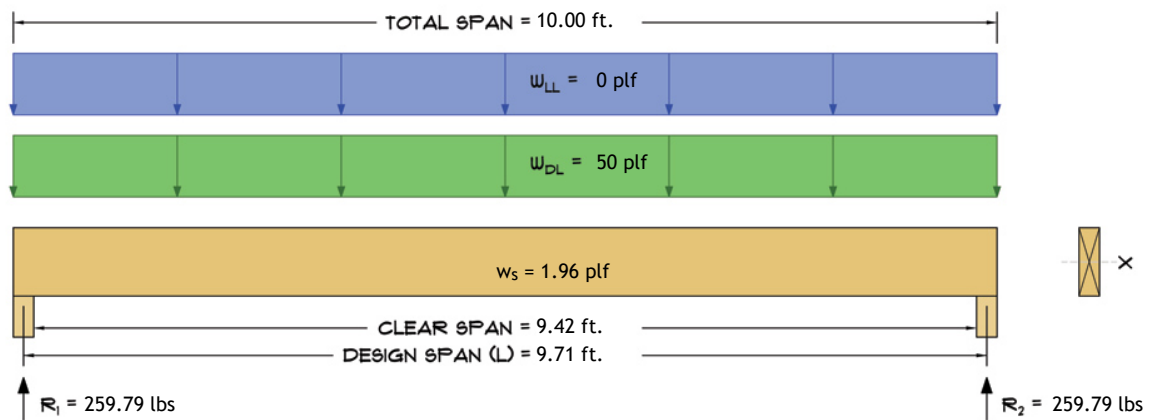 TOTAL SPAN = 10.00 ft.
WLL = 0 plf
WDL = 50 plf
ws = 1.96 plf
X
CLEAR SPAN = 9.42 ft.
DESIGN SPAN (L) = 9.71 ft.
R1 = 259.79 lbs
R2 = 259.79 lbs